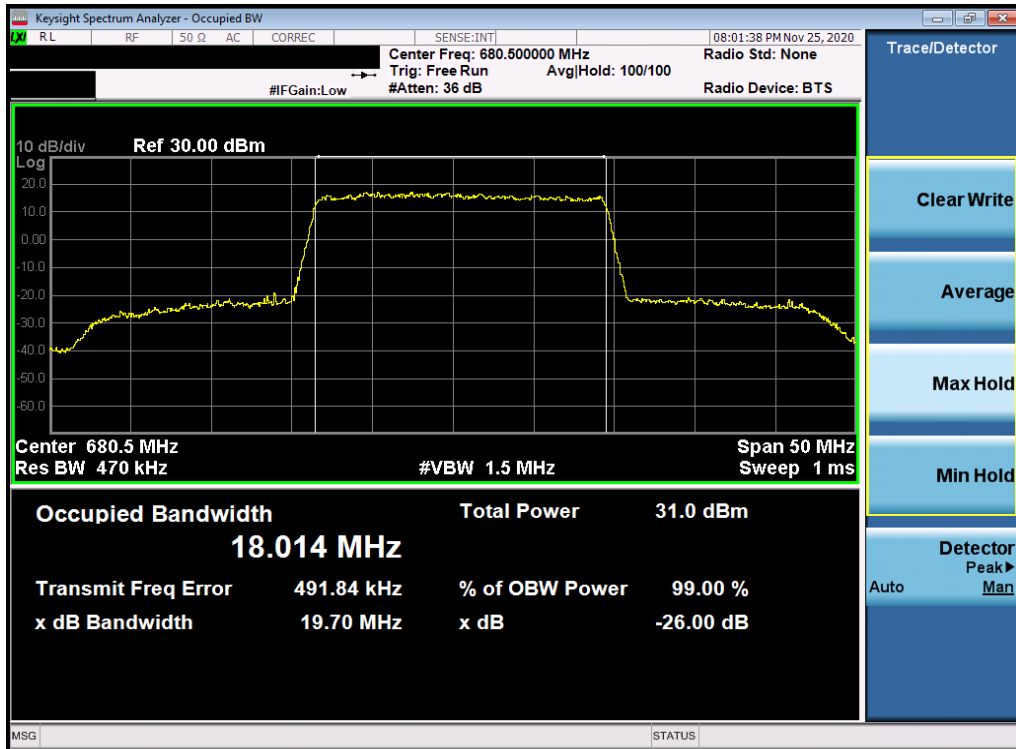 Keysight Spectrum Analyzer - Occupied BW
LXI RL RF 50 Ω AC CORREC SENSE:INT 08:01:38 PM Nov 25, 2020
Center Freq: 680.500000 MHz Radio Std: None
Trig: Free Run Avg|Hold: 100/100
#IFGain:Low #Atten: 36 dB Radio Device: BTS
10 dB/div Ref 30.00 dBm
Log
20.0
10.0
0.00
-10.0
-20.0
-30.0
-40.0
-50.0
-60.0
Center 680.5 MHz Span 50 MHz
Res BW 470 kHz #VBW 1.5 MHz Sweep 1 ms
Occupied Bandwidth Total Power 31.0 dBm
18.014 MHz
Transmit Freq Error 491.84 kHz % of OBW Power 99.00 %
x dB Bandwidth 19.70 MHz x dB -26.00 dB
MSG STATUS
Trace/Detector
Clear Write
Average
Max Hold
Min Hold
Detector
Peak▶
Auto Man